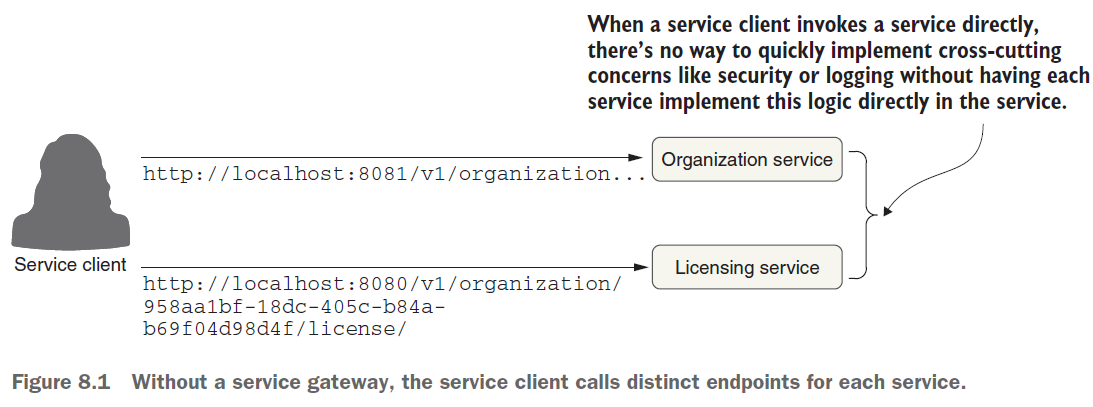 When a service client invokes a service directly,
there's no way to quickly implement cross-cutting
concerns like security or logging without having each
service implement this logic directly in the service.
Organization service
http://localhost:8081/v1/organization...
Service client
Licensing service
http://localhost:8080/v1/organization/
958aa1bf-18dc-405c-b84a-
b69f04d98d4f/license/
Figure 8.1 Without a service gateway, the service client calls distinct endpoints for each service.